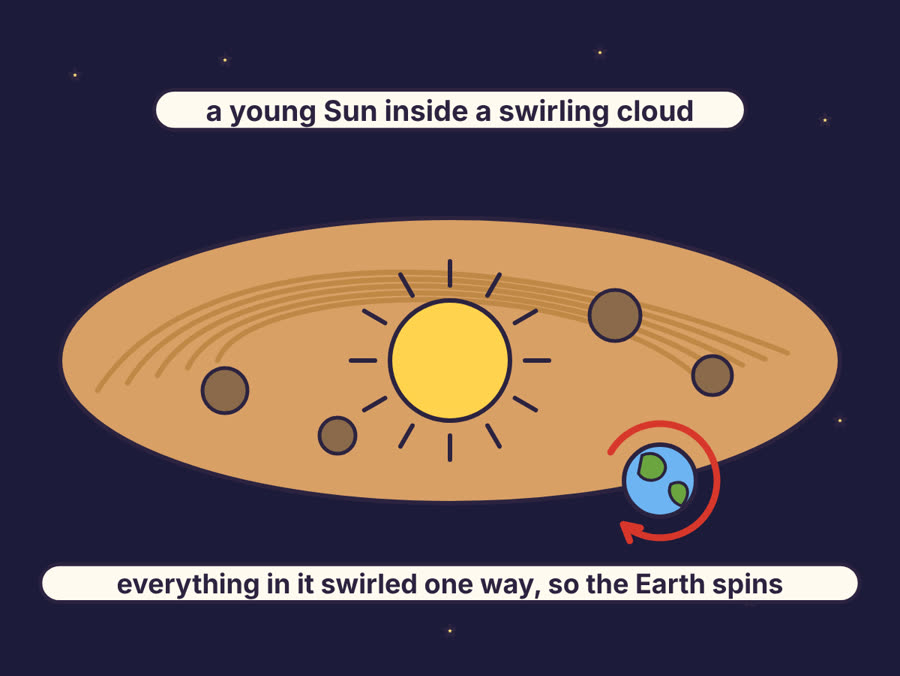 a young Sun inside a swirling cloud
everything in it swirled one way, so the Earth spins